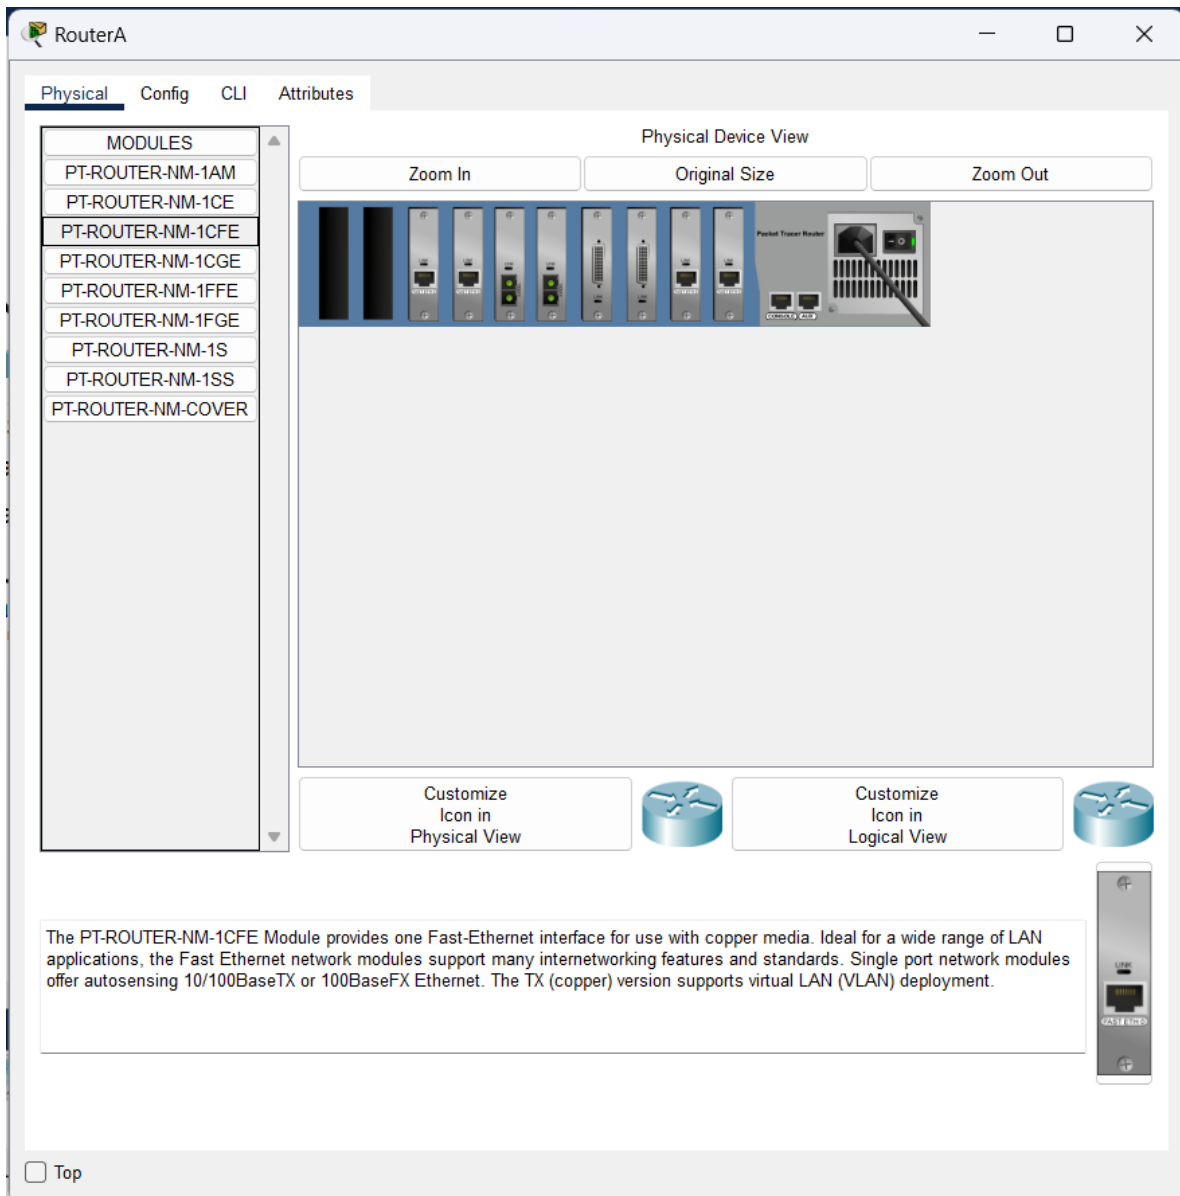 RouterA
Physical Config CLI Attributes
MODULES
PT-ROUTER-NM-1AM
PT-ROUTER-NM-1CE
PT-ROUTER-NM-1CFE
PT-ROUTER-NM-1CGE
PT-ROUTER-NM-1FFE
PT-ROUTER-NM-1FGE
PT-ROUTER-NM-1S
PT-ROUTER-NM-1SS
PT-ROUTER-NM-COVER
Physical Device View
Zoom In Original Size Zoom Out
Packet Tracer Router
CONSOLE AUX
Customize
Icon in
Physical View
Customize
Icon in
Logical View
The PT-ROUTER-NM-1CFE Module provides one Fast-Ethernet interface for use with copper media. Ideal for a wide range of LAN
applications, the Fast Ethernet network modules support many internetworking features and standards. Single port network modules
offer autosensing 10/100BaseTX or 100BaseFX Ethernet. The TX (copper) version supports virtual LAN (VLAN) deployment.
LINK
FAST ETH 0
Top